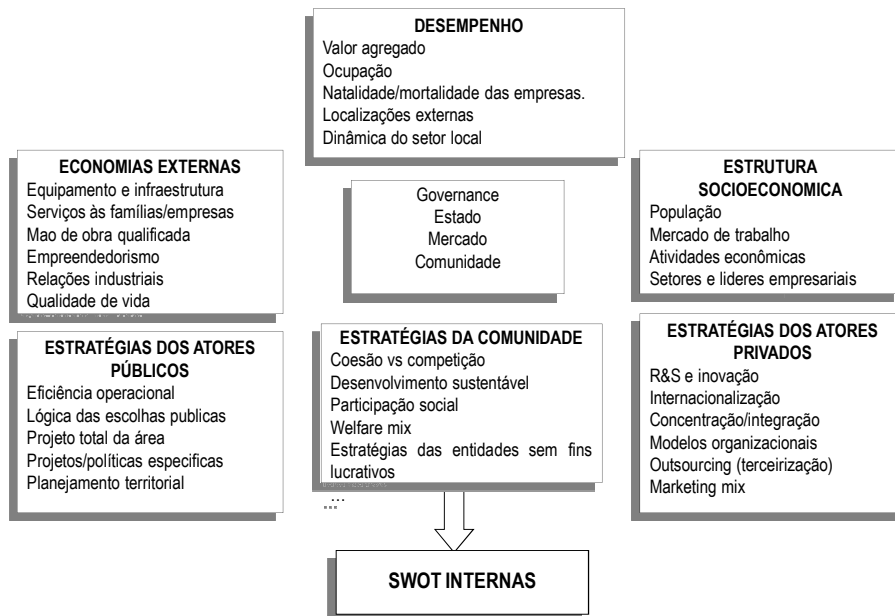 DESEMPENHO
Valor agregado
Ocupação
Natalidade/mortalidade das empresas.
Localizações externas
Dinâmica do setor local
ECONOMIAS EXTERNAS
Equipamento e infraestrutura
Serviços às famílias/empresas
Mao de obra qualificada
Empreendedorismo
Relações industriais
Qualidade de vida
Governance
Estado
Mercado
Comunidade
ESTRUTURA
SOCIOECONOMICA
População
Mercado de trabalho
Atividades econômicas
Setores e lideres empresariais
ESTRATÉGIAS DOS ATORES
PÚBLICOS
Eficiência operacional
Lógica das escolhas publicas
Projeto total da área
Projetos/políticas especificas
Planejamento territorial
ESTRATÉGIAS DA COMUNIDADE
Coesão vs competição
Desenvolvimento sustentável
Participação social
Welfare mix
Estratégias das entidades sem fins
lucrativos
...
ESTRATÉGIAS DOS ATORES
PRIVADOS
R&S e inovação
Internacionalização
Concentração/integração
Modelos organizacionais
Outsourcing (terceirização)
Marketing mix
SWOT INTERNAS